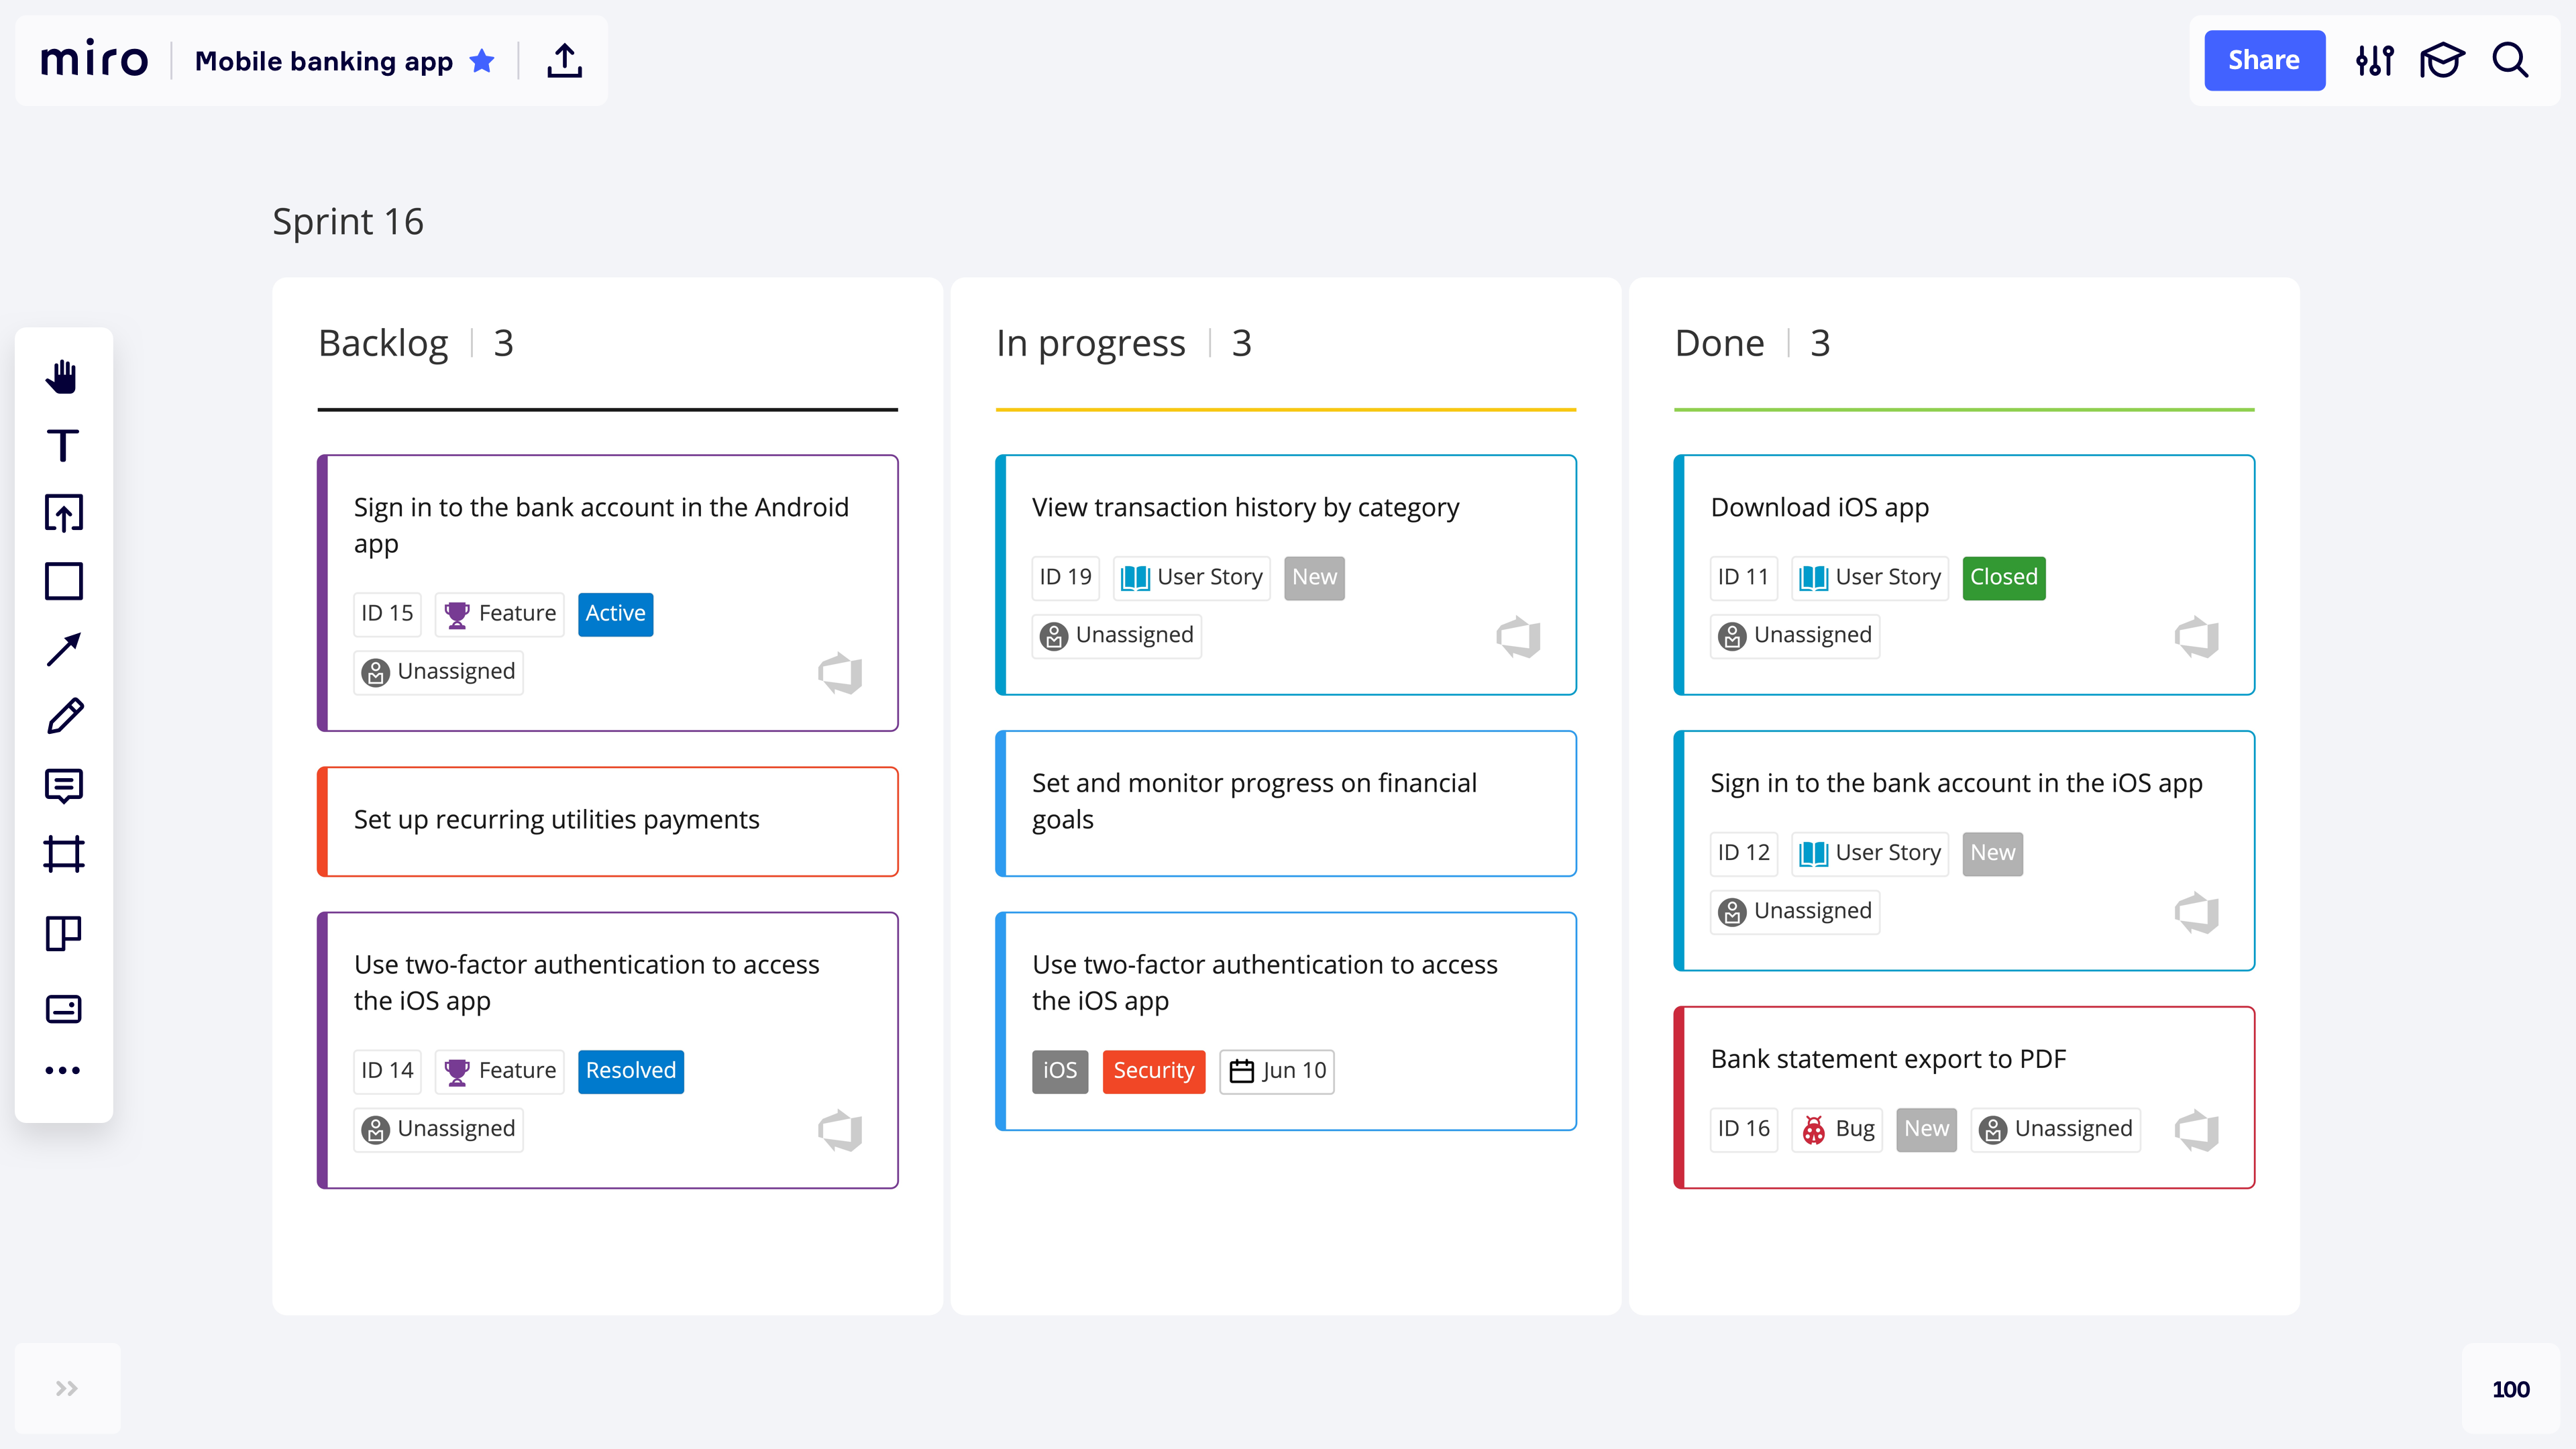 miro
Mobile banking app
Share
Sprint 16
Backlog 3
Sign in to the bank account in the Android
app
ID 15 Feature Active
Unassigned
Set up recurring utilities payments
Use two-factor authentication to access
the iOS app
ID 14 Feature Resolved
Unassigned
In progress 3
View transaction history by category
ID 19 User Story New
Unassigned
Set and monitor progress on financial
goals
Use two-factor authentication to access
the iOS app
iOS Security Jun 10
Done 3
Download iOS app
ID 11 User Story Closed
Unassigned
Sign in to the bank account in the iOS app
ID 12 User Story New
Unassigned
Bank statement export to PDF
ID 16 Bug New Unassigned
100